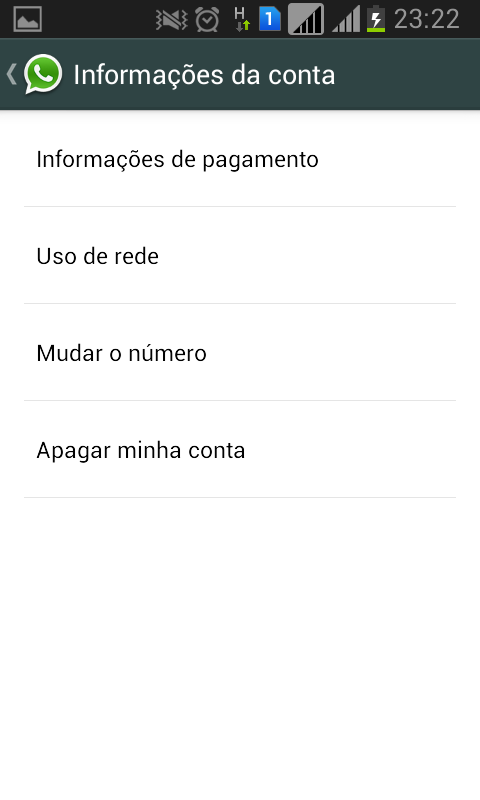 H 1 23:22
Informações da conta
Informações de pagamento
Uso de rede
Mudar o número
Apagar minha conta